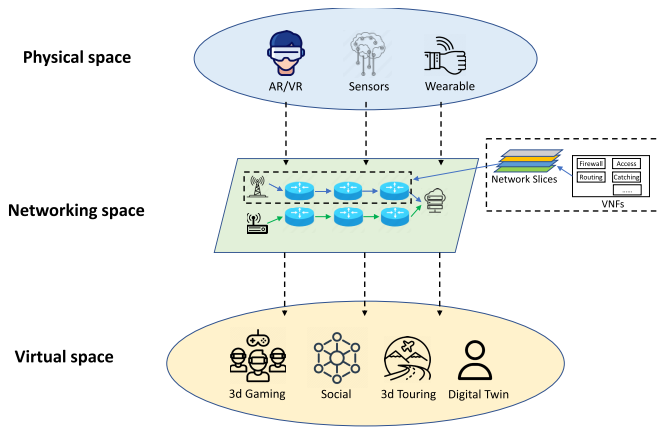 Physical space
AR/VR
Sensors
Wearable
Networking space
Network Slices
Firewall
Access
Routing
Catching
.....
VNFs
Virtual space
3d Gaming
Social
3d Touring
Digital Twin